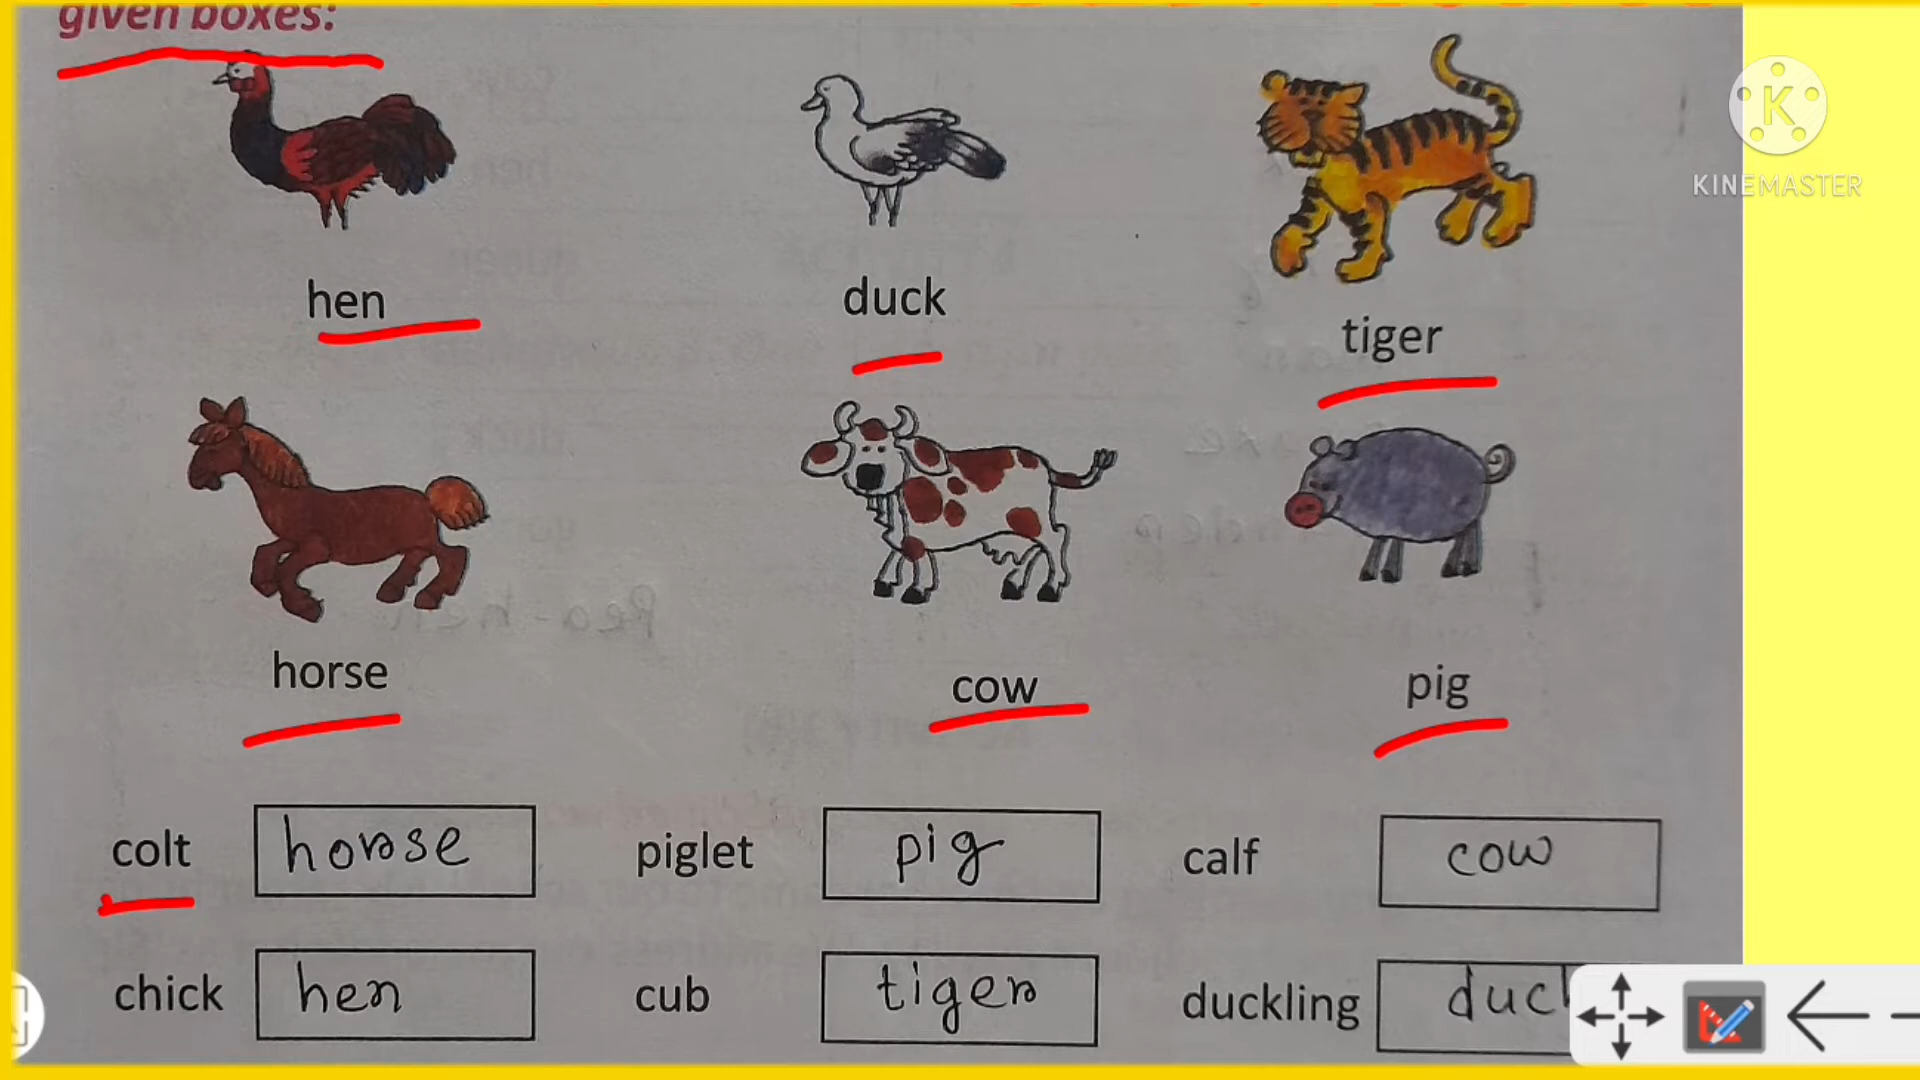 given boxes:
KINEMASTER
hen
duck
tiger
horse
cow
pig
colt horse piglet pig calf cow
chick hen cub tiger duckling